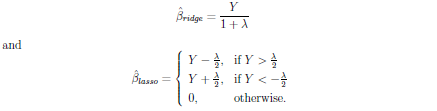 β̂_ridge = Y / (1 + λ)
and
β̂_lasso = { Y − λ/2, if Y > λ/2
Y + λ/2, if Y < −λ/2
0, otherwise.